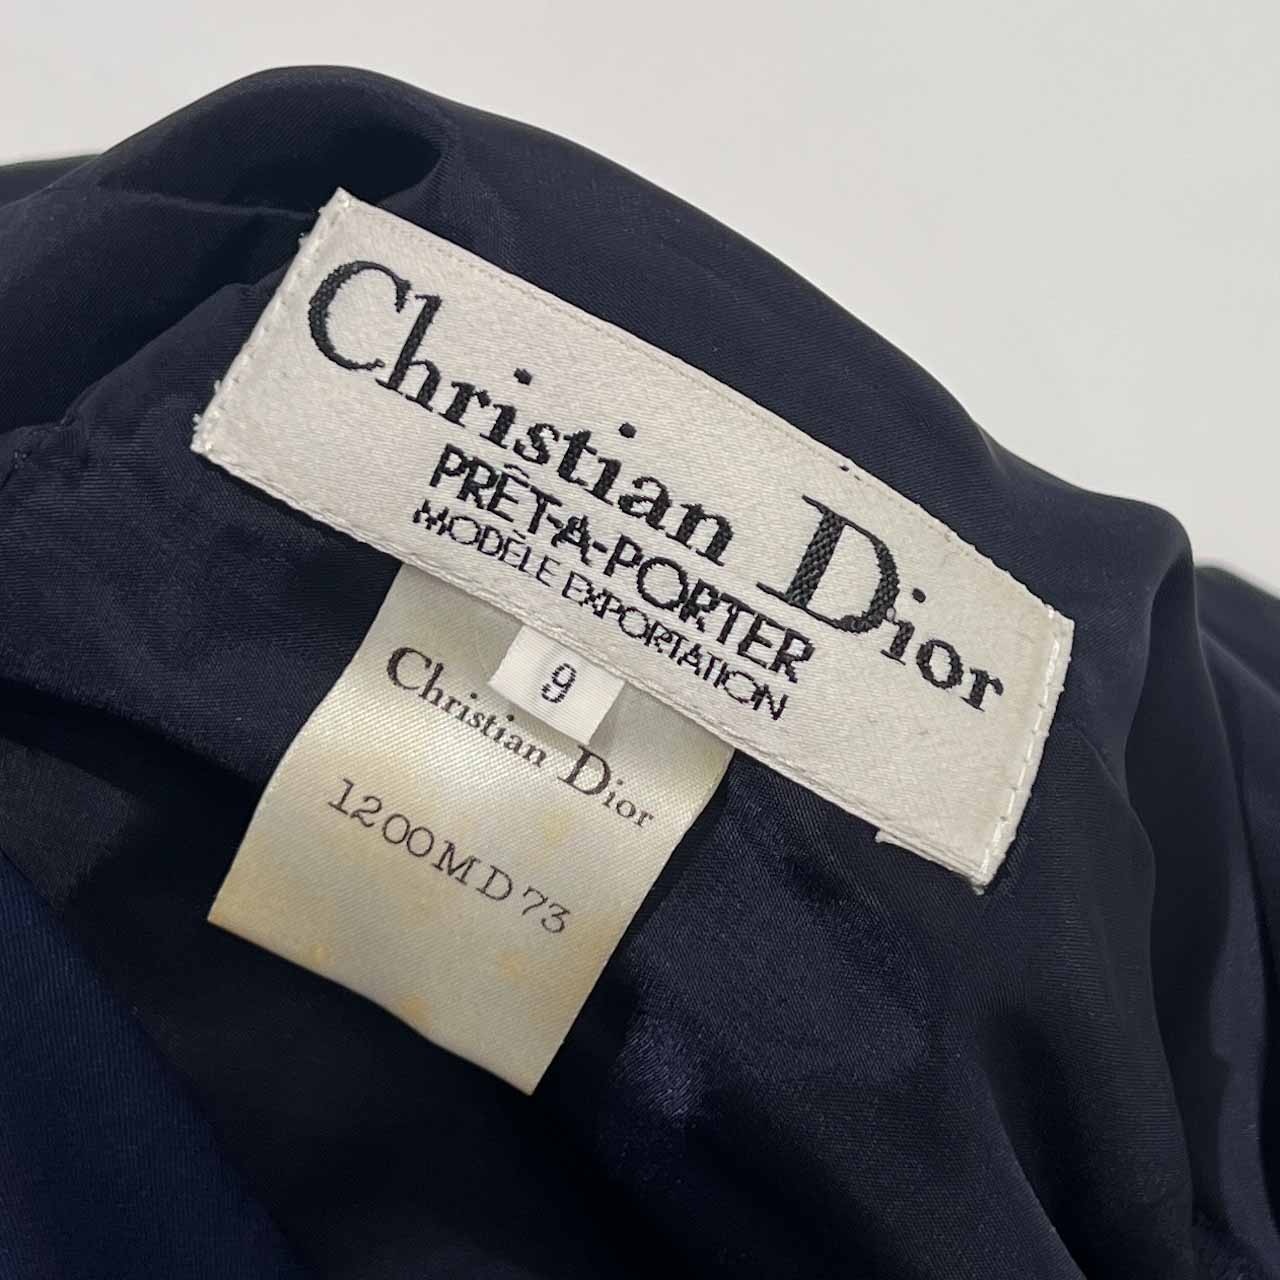 Christian Dior
PRÊT-A-PORTER
MODÈLE EXPORTATION
9
Christian Dior
1200MD73